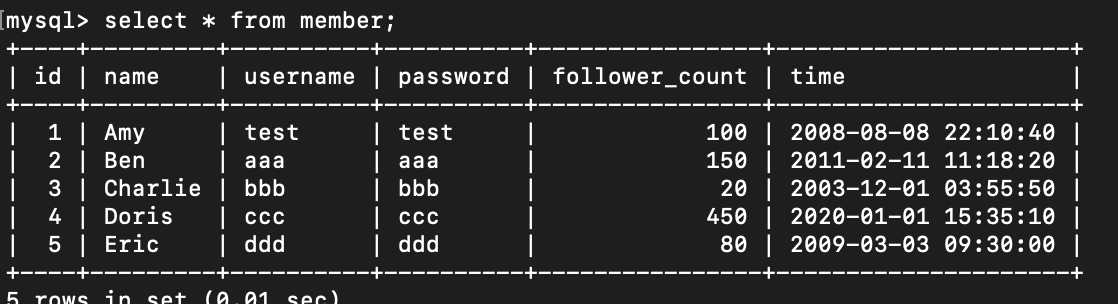 mysql> select * from member;
+----+---------+----------+----------+----------------+---------------------+
| id | name    | username | password | follower_count | time                |
+----+---------+----------+----------+----------------+---------------------+
|  1 | Amy     | test     | test     |            100 | 2008-08-08 22:10:40 |
|  2 | Ben     | aaa      | aaa      |            150 | 2011-02-11 11:18:20 |
|  3 | Charlie | bbb      | bbb      |             20 | 2003-12-01 03:55:50 |
|  4 | Doris   | ccc      | ccc      |            450 | 2020-01-01 15:35:10 |
|  5 | Eric    | ddd      | ddd      |             80 | 2009-03-03 09:30:00 |
+----+---------+----------+----------+----------------+---------------------+
5 rows in set (0.01 sec)